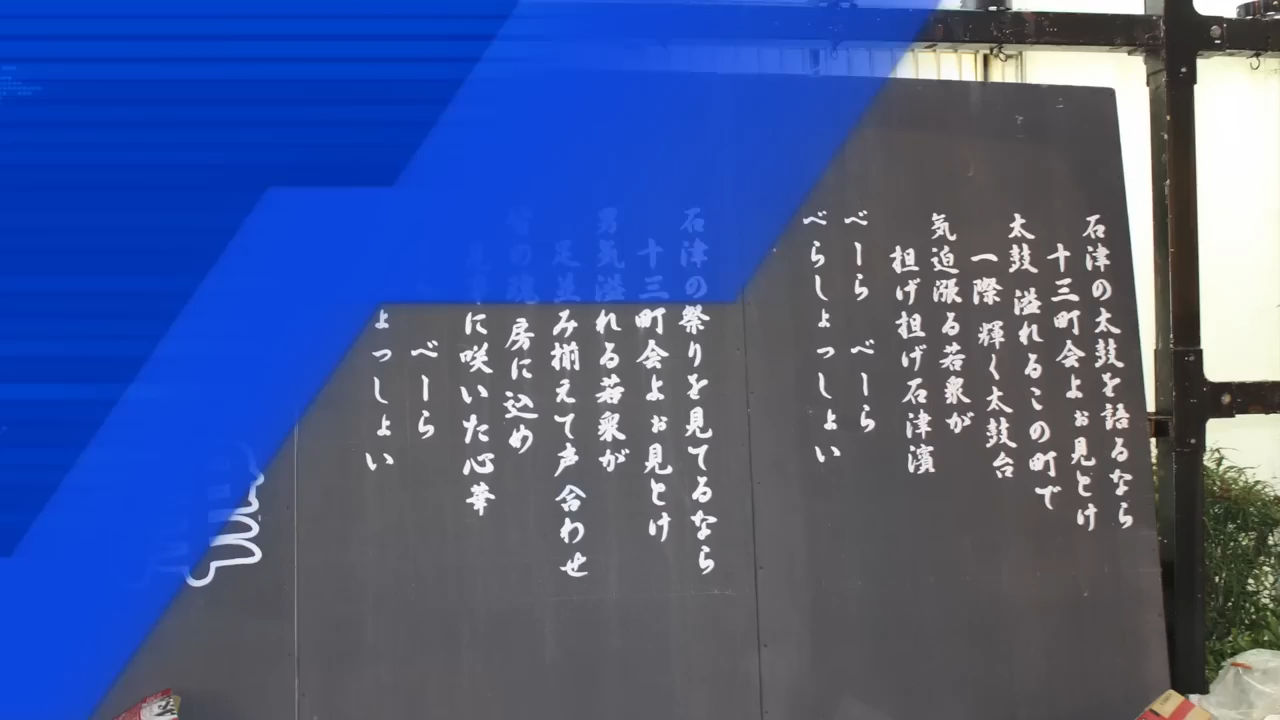 石津の太鼓を語るなら
十三町会よぉ見とけ
太鼓 溢れるこの町で
一際 輝く太鼓台
気迫漲る若衆が
担げ担げ石津濱
べーら べーら
べらしょっしょい
石津の祭りを見てるなら
十三町会よぉ見とけ
男気溢れる若衆が
足並み揃えて声合わせ
の魂 房に込め
に咲いた心華
べーら
ょっしょい